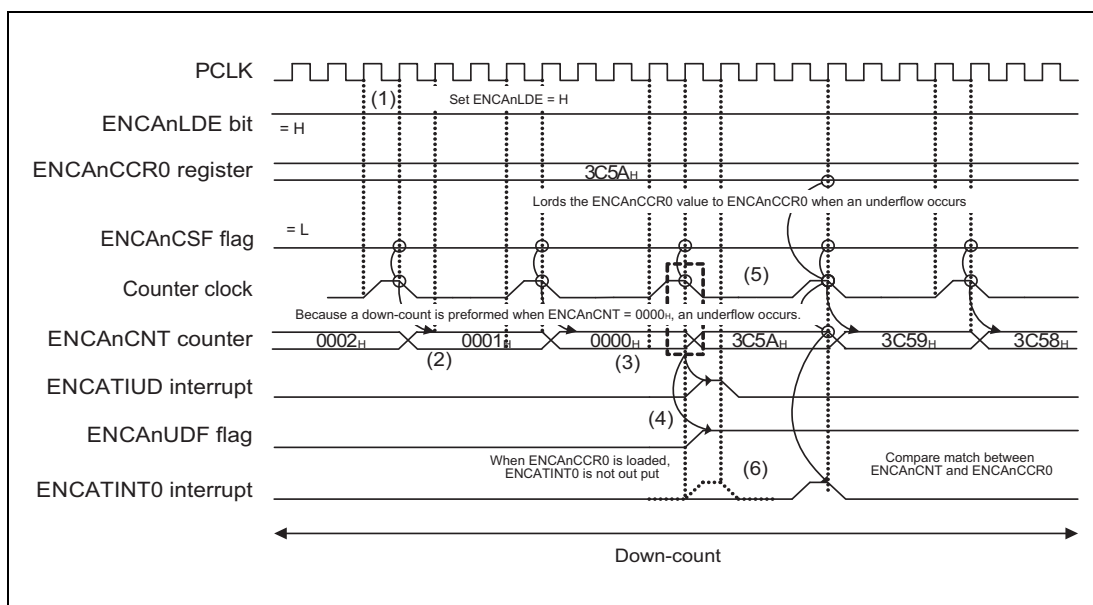 PCLK
(1)
Set ENCAnLDE = H
ENCAnLDE bit
= H
ENCAnCCR0 register
3C5AH
Lords the ENCAnCCR0 value to ENCAnCCR0 when an underflow occurs
ENCAnCSF flag
= L
(5)
Counter clock
Because a down-count is preformed when ENCAnCNT = 0000H, an underflow occurs.
ENCAnCNT counter
0002H
(2)
0001H
0000H
(3)
3C5AH
3C59H
3C58H
ENCATIUD interrupt
(4)
ENCAnUDF flag
When ENCAnCCR0 is loaded,
ENCATINT0 is not out put
(6)
Compare match between
ENCAnCNT and ENCAnCCR0
ENCATINT0 interrupt
Down-count